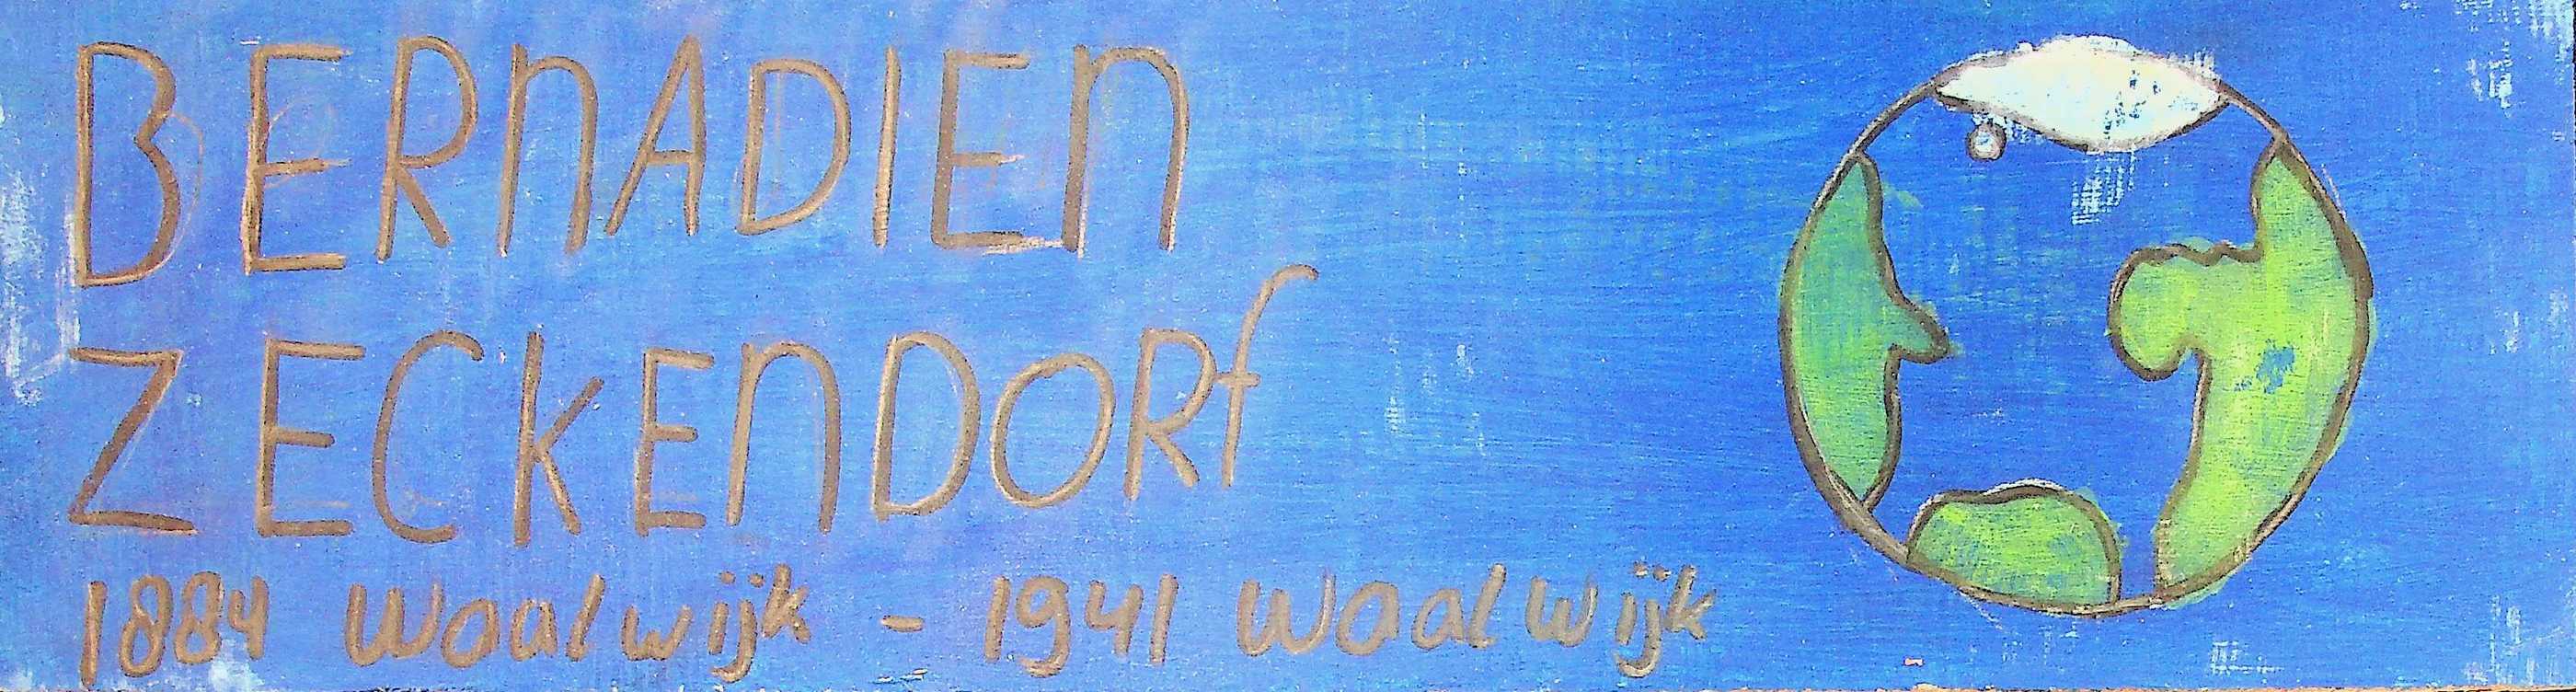 BERNADIEN
ZECKENDORf
1884 Waalwijk - 1941 Waalwijk